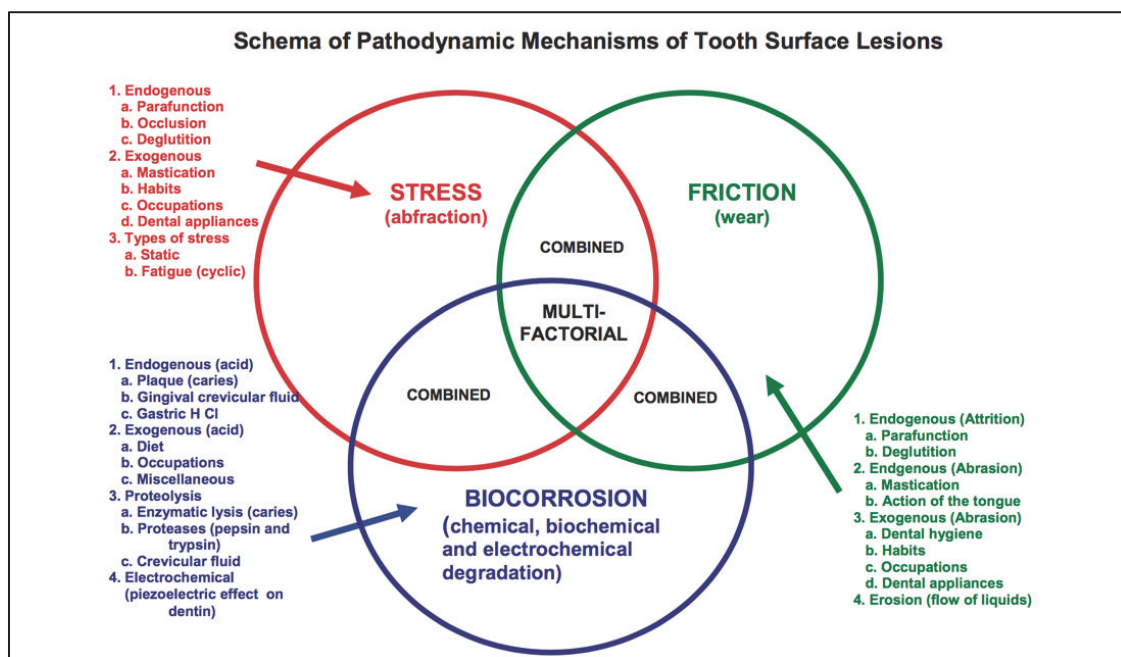 Schema of Pathodynamic Mechanisms of Tooth Surface Lesions
1. Endogenous
a. Parafunction
b. Occlusion
c. Deglutition
2. Exogenous
a. Mastication
b. Habits
c. Occupations
d. Dental appliances
3. Types of stress
a. Static
b. Fatigue (cyclic)
STRESS
(abfraction)
FRICTION
(wear)
COMBINED
MULTI-
FACTORIAL
COMBINED
COMBINED
1. Endogenous (acid)
a. Plaque (caries)
b. Gingival crevicular fluid
c. Gastric H Cl
2. Exogenous (acid)
a. Diet
b. Occupations
c. Miscellaneous
3. Proteolysis
a. Enzymatic lysis (caries)
b. Proteases (pepsin and
trypsin)
c. Crevicular fluid
4. Electrochemical
(piezoelectric effect on
dentin)
BIOCORROSION
(chemical, biochemical
and electrochemical
degradation)
1. Endogenous (Attrition)
a. Parafunction
b. Deglutition
2. Endgenous (Abrasion)
a. Mastication
b. Action of the tongue
3. Exogenous (Abrasion)
a. Dental hygiene
b. Habits
c. Occupations
d. Dental appliances
4. Erosion (flow of liquids)